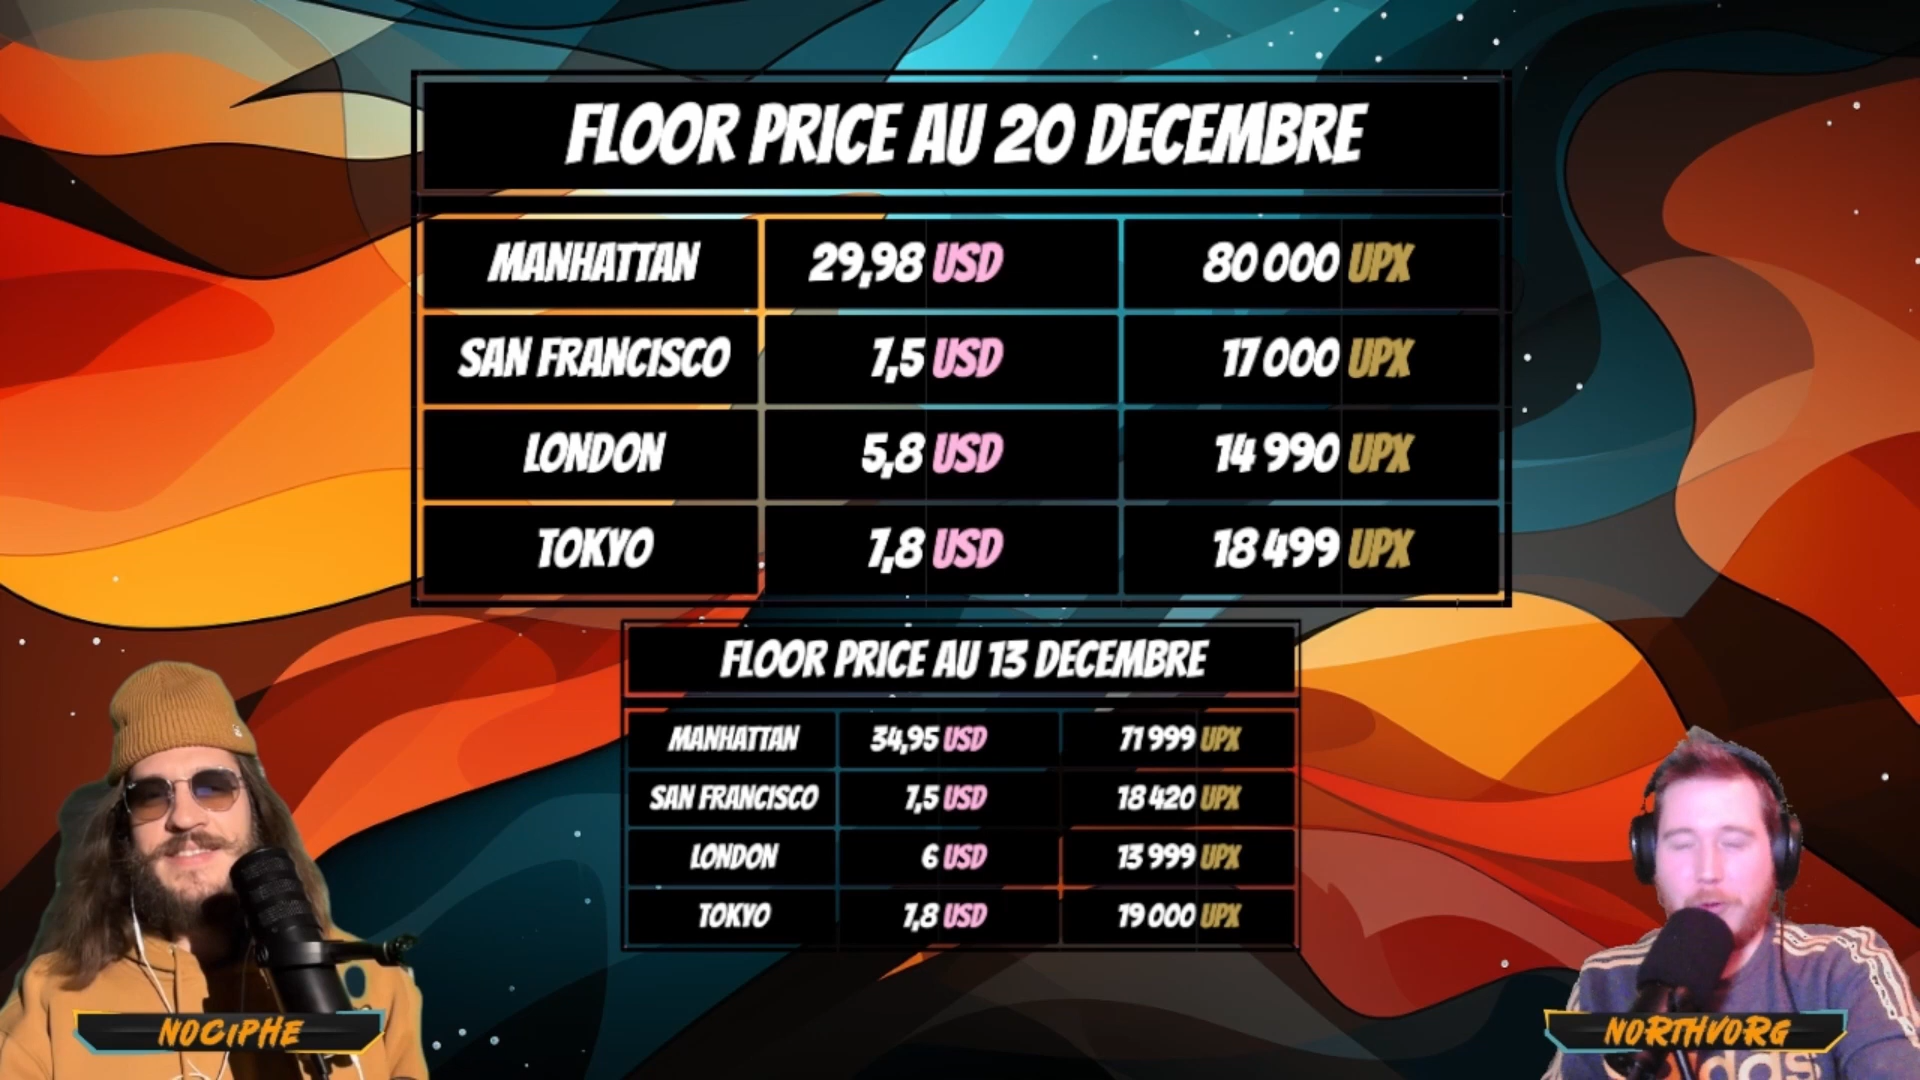 FLOOR PRICE AU 20 DECEMBRE
MANHATTAN 29,98 USD 80 000 UPX
SAN FRANCISCO 7,5 USD 17 000 UPX
LONDON 5,8 USD 14 990 UPX
TOKYO 7,8 USD 18 499 UPX
FLOOR PRICE AU 13 DECEMBRE
MANHATTAN 34,95 USD 71 999 UPX
SAN FRANCISCO 7,5 USD 18 420 UPX
LONDON 6 USD 13 999 UPX
TOKYO 7,8 USD 19 000 UPX
NOCiPHE
NORTHVORG
adidas